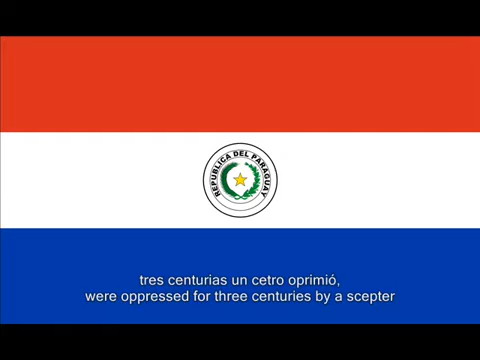 REPUBLICA DEL PARAGUAY
tres centurias un cetro oprimió,
were oppressed for three centuries by a scepter